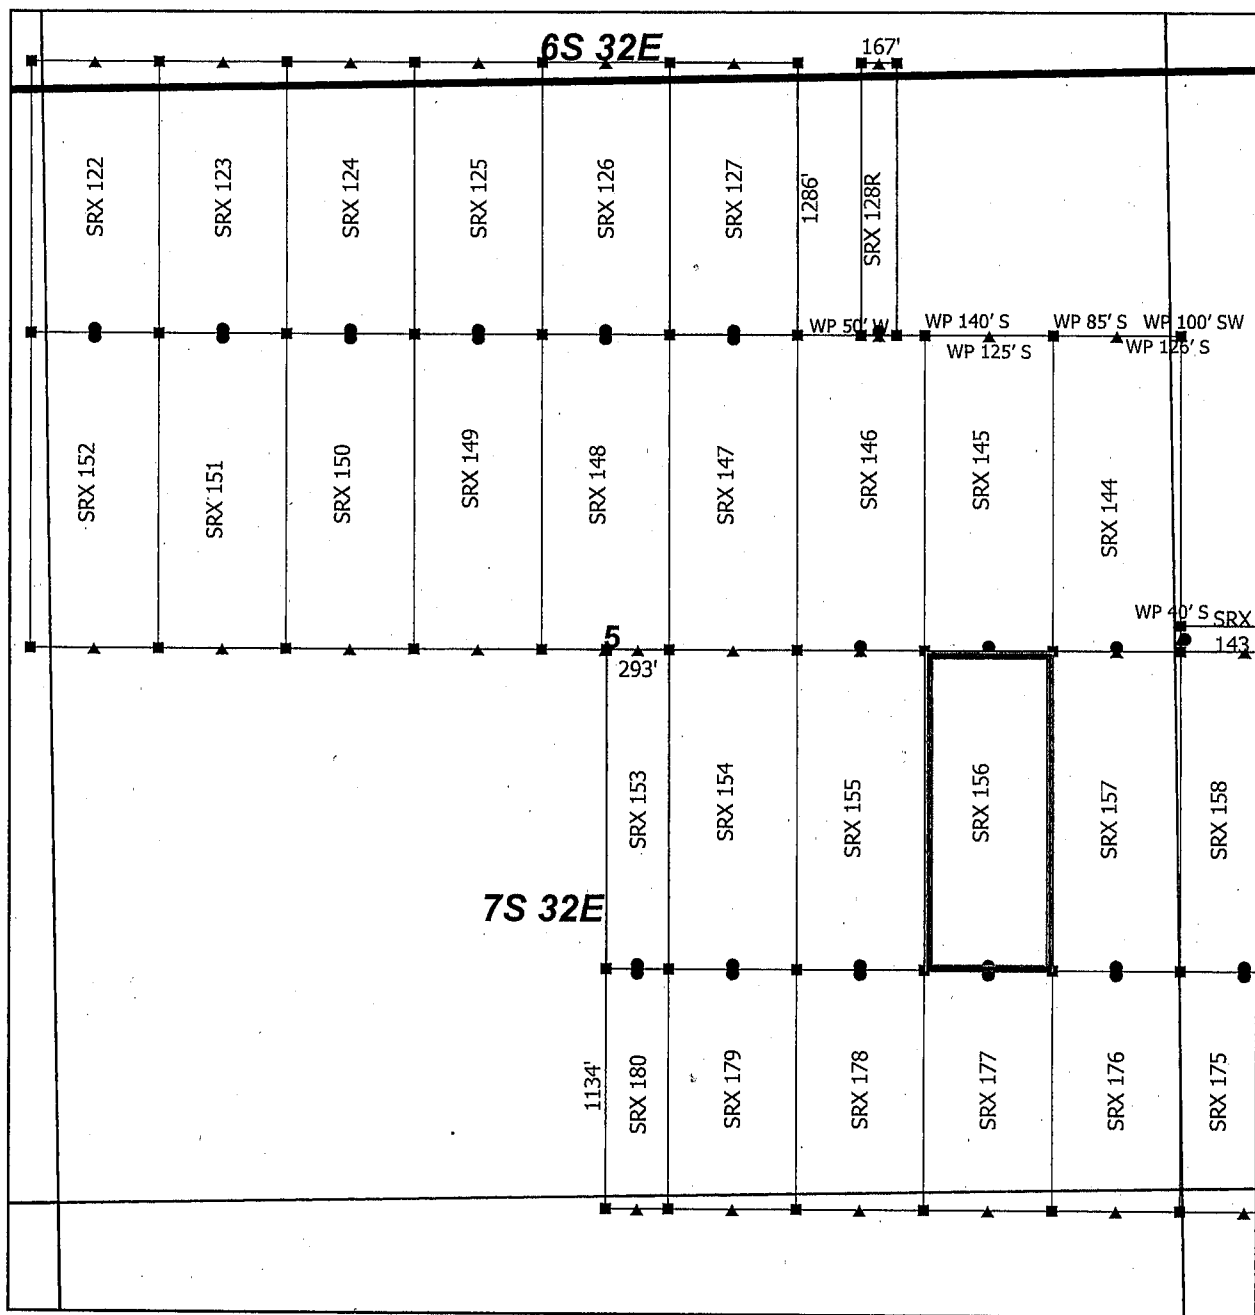 6S 32E
167'
SRX 122
SRX 123
SRX 124
SRX 125
SRX 126
SRX 127
1286'
SRX 128R
WP 50' W
WP 140' S
WP 85' S
WP 100' SW
WP 125' S
WP 126' S
SRX 152
SRX 151
SRX 150
SRX 149
SRX 148
SRX 147
SRX 146
SRX 145
SRX 144
WP 40' S
SRX
143
5
293'
SRX 153
SRX 154
SRX 155
SRX 156
SRX 157
SRX 158
7S 32E
1134'
SRX 180
SRX 179
SRX 178
SRX 177
SRX 176
SRX 175